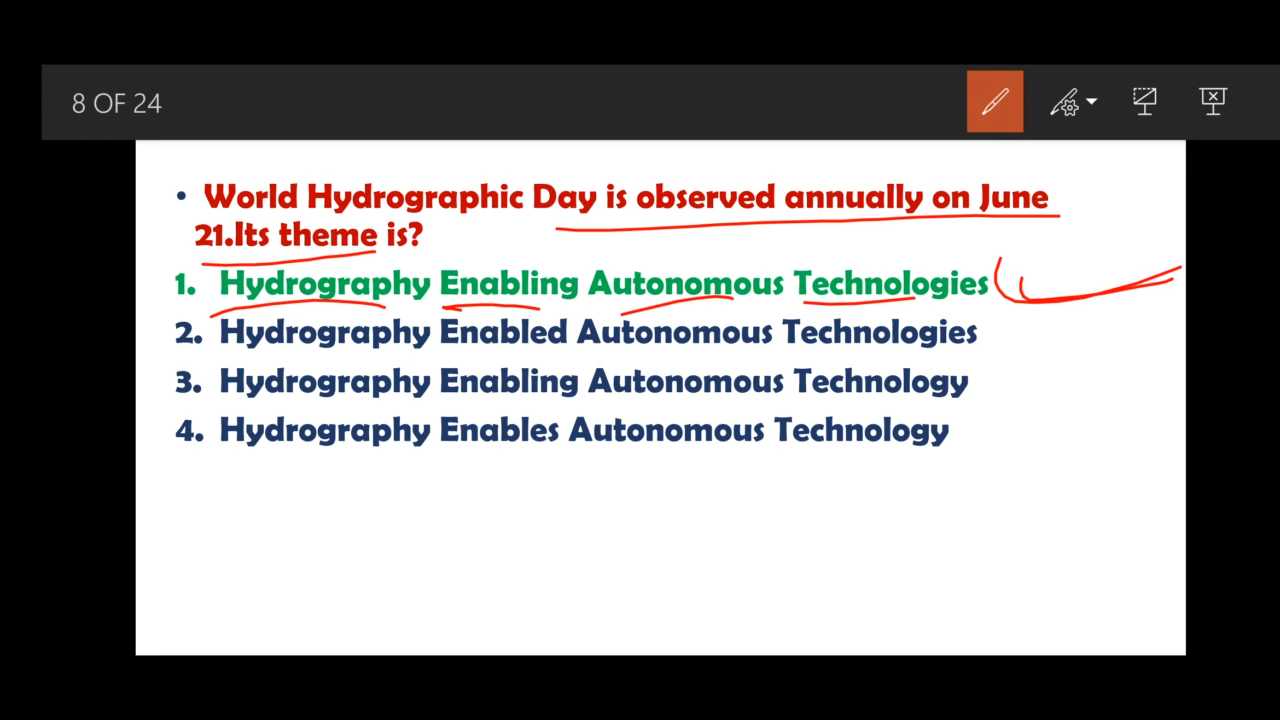 8 OF 24
• World Hydrographic Day is observed annually on June
21.Its theme is?
1. Hydrography Enabling Autonomous Technologies
2. Hydrography Enabled Autonomous Technologies
3. Hydrography Enabling Autonomous Technology
4. Hydrography Enables Autonomous Technology